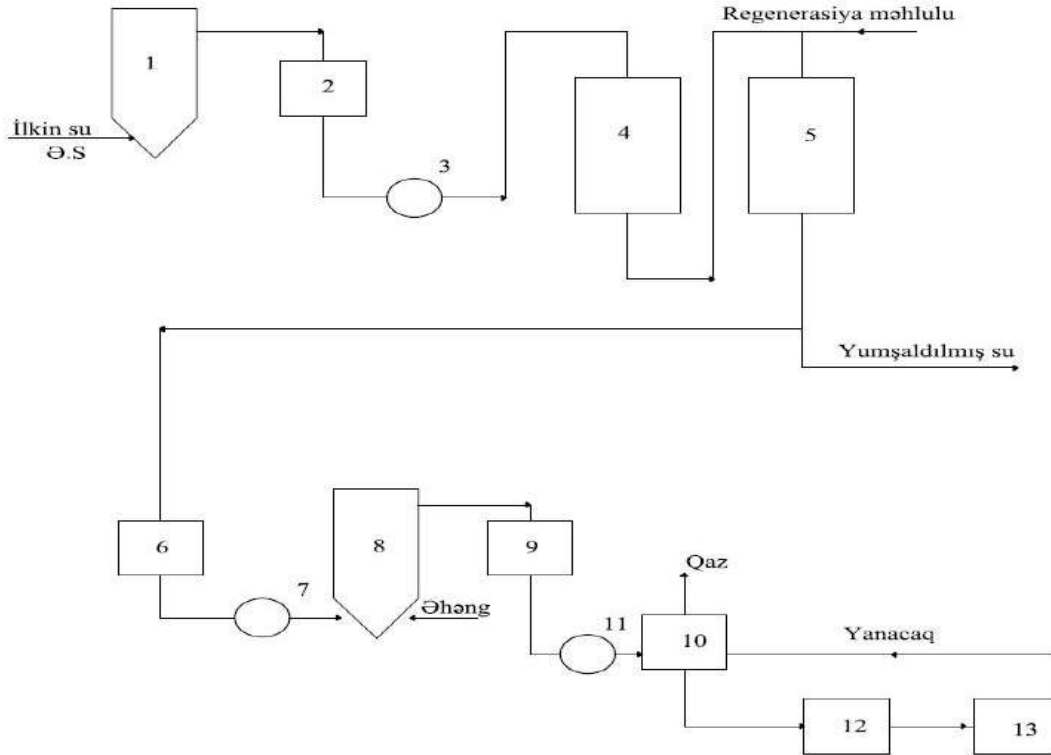 Regenerasiya məhlulu
1
2
4
5
İlkin su
Ə.S
3
Yumşaldılmış su
6
7
8
9
Əhəng
Qaz
11
10
Yanacaq
12
13